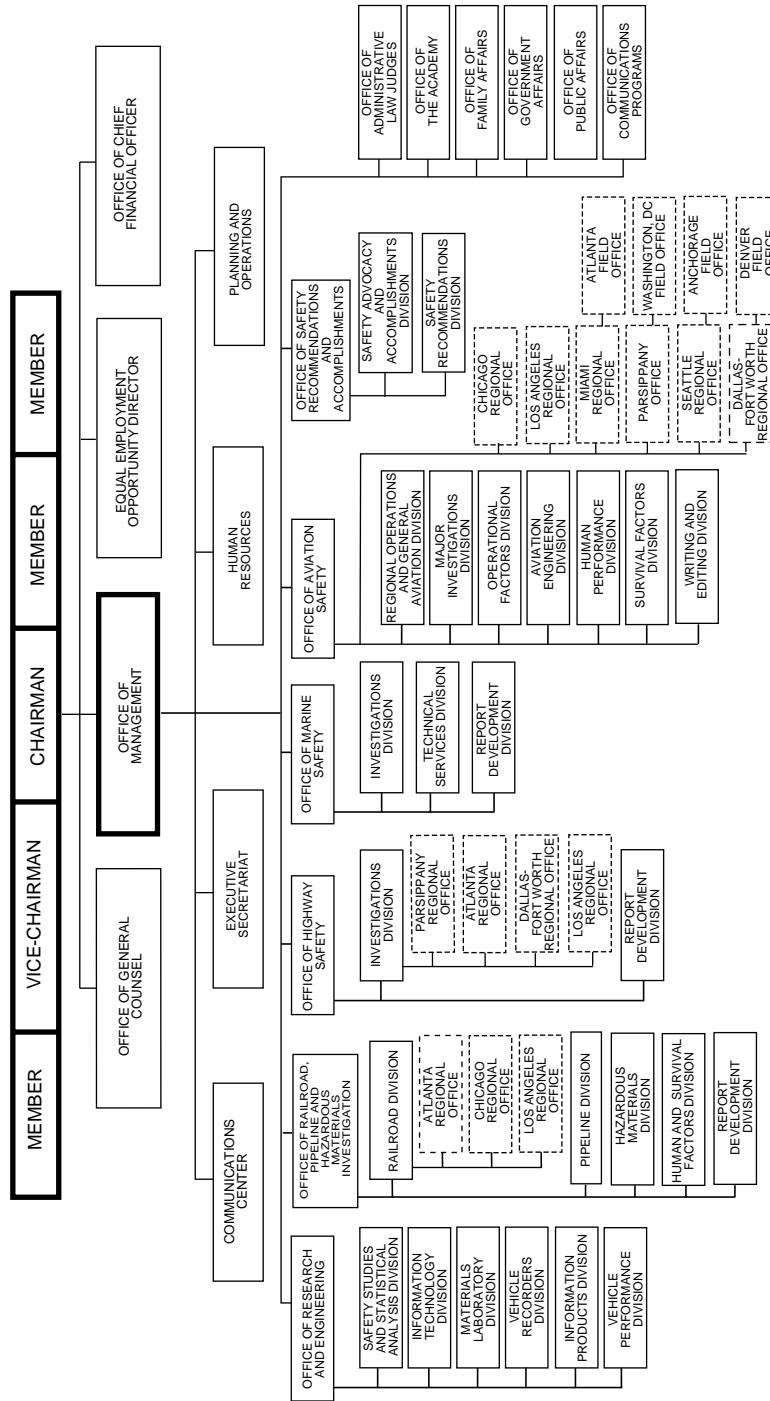 MEMBER
VICE-CHAIRMAN
CHAIRMAN
MEMBER
MEMBER
OFFICE OF GENERAL
COUNSEL
OFFICE OF
MANAGEMENT
EQUAL EMPLOYMENT
OPPORTUNITY DIRECTOR
OFFICE OF CHIEF
FINANCIAL OFFICER
COMMUNICATIONS
CENTER
EXECUTIVE
SECRETARIAT
HUMAN
RESOURCES
PLANNING AND
OPERATIONS
OFFICE OF RESEARCH
AND ENGINEERING
SAFETY STUDIES
AND STATISTICAL
ANALYSIS DIVISION
INFORMATION
TECHNOLOGY
DIVISION
MATERIALS
LABORATORY
DIVISION
VEHICLE
RECORDERS
DIVISION
INFORMATION
PRODUCTS DIVISION
VEHICLE
PERFORMANCE
DIVISION
OFFICE OF RAILROAD,
PIPELINE AND
HAZARDOUS
MATERIALS
INVESTIGATION
RAILROAD DIVISION
ATLANTA
REGIONAL
OFFICE
CHICAGO
REGIONAL
OFFICE
LOS ANGELES
REGIONAL
OFFICE
PIPELINE DIVISION
HAZARDOUS
MATERIALS
DIVISION
HUMAN AND SURVIVAL
FACTORS DIVISION
REPORT
DEVELOPMENT
DIVISION
OFFICE OF HIGHWAY
SAFETY
INVESTIGATIONS
DIVISION
PARSIPPANY
REGIONAL
OFFICE
ATLANTA
REGIONAL
OFFICE
DALLAS-
FORT WORTH
REGIONAL OFFICE
LOS ANGELES
REGIONAL
OFFICE
REPORT
DEVELOPMENT
DIVISION
OFFICE OF MARINE
SAFETY
INVESTIGATIONS
DIVISION
TECHNICAL
SERVICES DIVISION
REPORT
DEVELOPMENT
DIVISION
OFFICE OF AVIATION
SAFETY
REGIONAL OPERATIONS
AND GENERAL
AVIATION DIVISION
MAJOR
INVESTIGATIONS
DIVISION
OPERATIONAL
FACTORS DIVISION
AVIATION
ENGINEERING
DIVISION
HUMAN
PERFORMANCE
DIVISION
SURVIVAL FACTORS
DIVISION
WRITING AND
EDITING DIVISION
CHICAGO
REGIONAL
OFFICE
LOS ANGELES
REGIONAL
OFFICE
MIAMI
REGIONAL
OFFICE
PARSIPPANY
OFFICE
SEATTLE
REGIONAL
OFFICE
DALLAS-
FORT WORTH
REGIONAL OFFICE
ATLANTA
FIELD
OFFICE
WASHINGTON, DC
FIELD OFFICE
ANCHORAGE
FIELD
OFFICE
DENVER
FIELD
OFFICE
OFFICE OF SAFETY
RECOMMENDATIONS
AND
ACCOMPLISHMENTS
SAFETY ADVOCACY
AND
ACCOMPLISHMENTS
DIVISION
SAFETY
RECOMMENDATIONS
DIVISION
OFFICE OF
ADMINISTRATIVE
LAW JUDGES
OFFICE OF
THE ACADEMY
OFFICE OF
FAMILY AFFAIRS
OFFICE OF
GOVERNMENT
AFFAIRS
OFFICE OF
PUBLIC AFFAIRS
OFFICE OF
COMMUNICATIONS
PROGRAMS